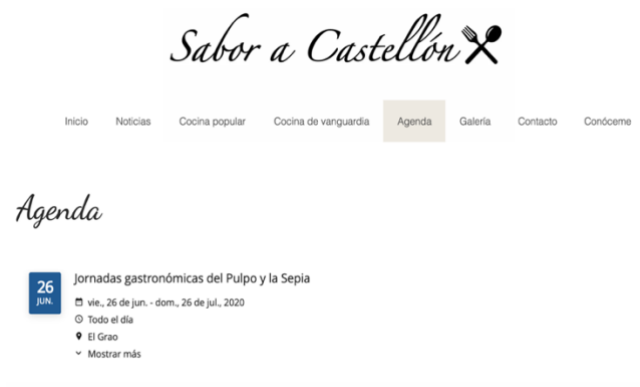 Sabor a Castellón
Inicio Noticias Cocina popular Cocina de vanguardia Agenda Galería Contacto Conóceme
Agenda
26
JUN.
Jornadas gastronómicas del Pulpo y la Sepia
vie., 26 de jun. - dom., 26 de jul., 2020
Todo el día
El Grao
Mostrar más